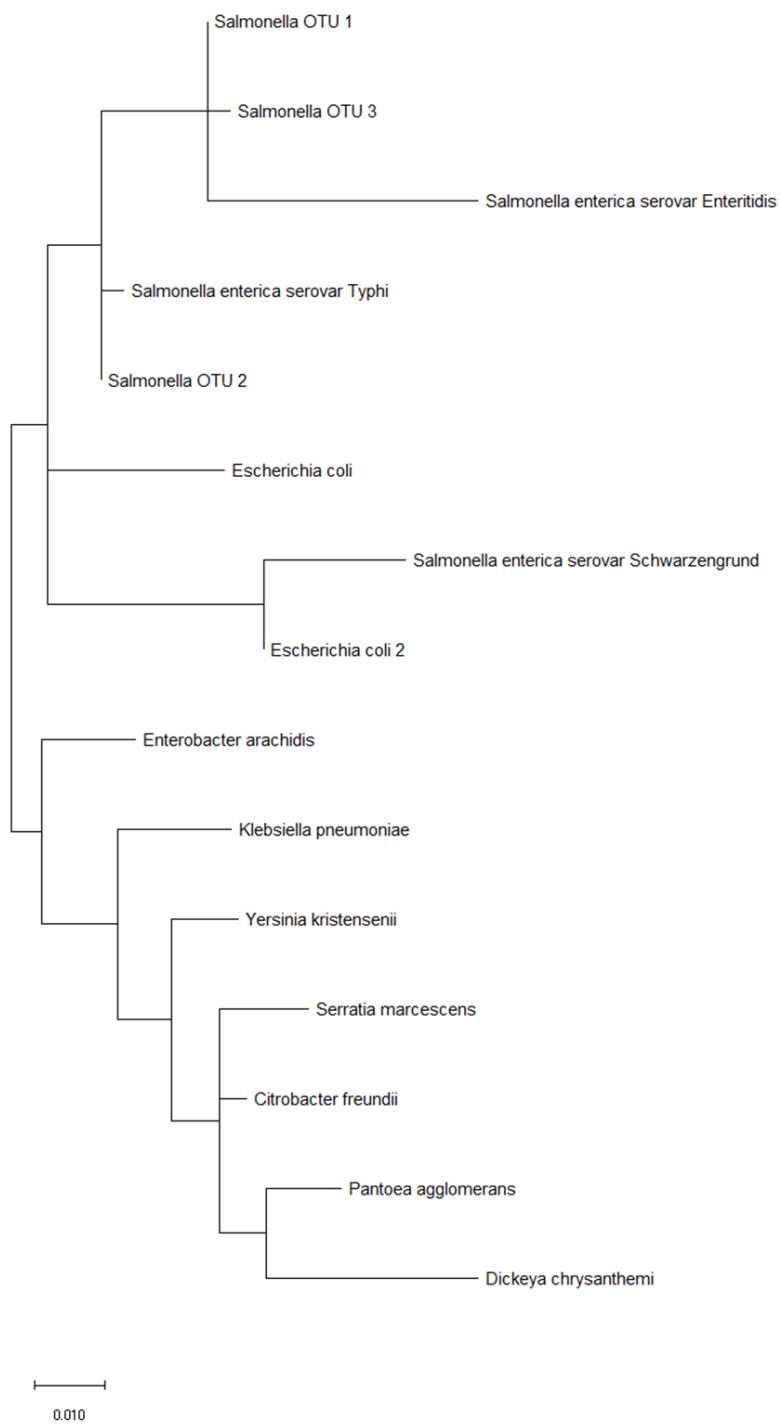 Salmonella OTU 1
Salmonella OTU 3
Salmonella enterica serovar Enteritidis
Salmonella enterica serovar Typhi
Salmonella OTU 2
Escherichia coli
Salmonella enterica serovar Schwarzengrund
Escherichia coli 2
Enterobacter arachidis
Klebsiella pneumoniae
Yersinia kristensenii
Serratia marcescens
Citrobacter freundii
Pantoea agglomerans
Dickeya chrysanthemi
0.010